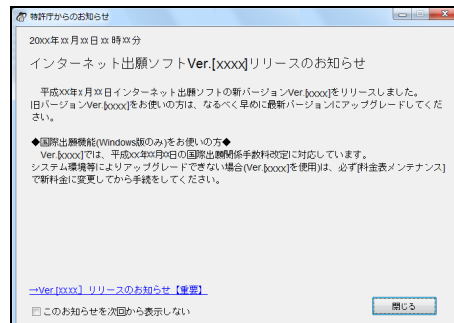 特許庁からのお知らせ
20xx年xx月xx日 xx時xx分
インターネット出願ソフトVer.[xxxx]リリースのお知らせ
平成xx年x月xx日インターネット出願ソフトの新バージョンVer.[xxxx]をリリースしました。
旧バージョンVer.[xxxx]をお使いの方は、なるべく早めに最新バージョンにアップグレードしてくだ
さい。
◆国際出願機能(Windows版のみ)をお使いの方◆
Ver.[xxxx]では、平成xx年xx月xx日の国際出願関係手数料改定に対応しています。
システム環境等によりアップグレードできない場合(Ver.[xxxx]を使用)は、必ず[料金表メンテナンス]
で新料金に変更してから手続をしてください。
→Ver.[xxxx] リリースのお知らせ【重要】
このお知らせを次回から表示しない
閉じる